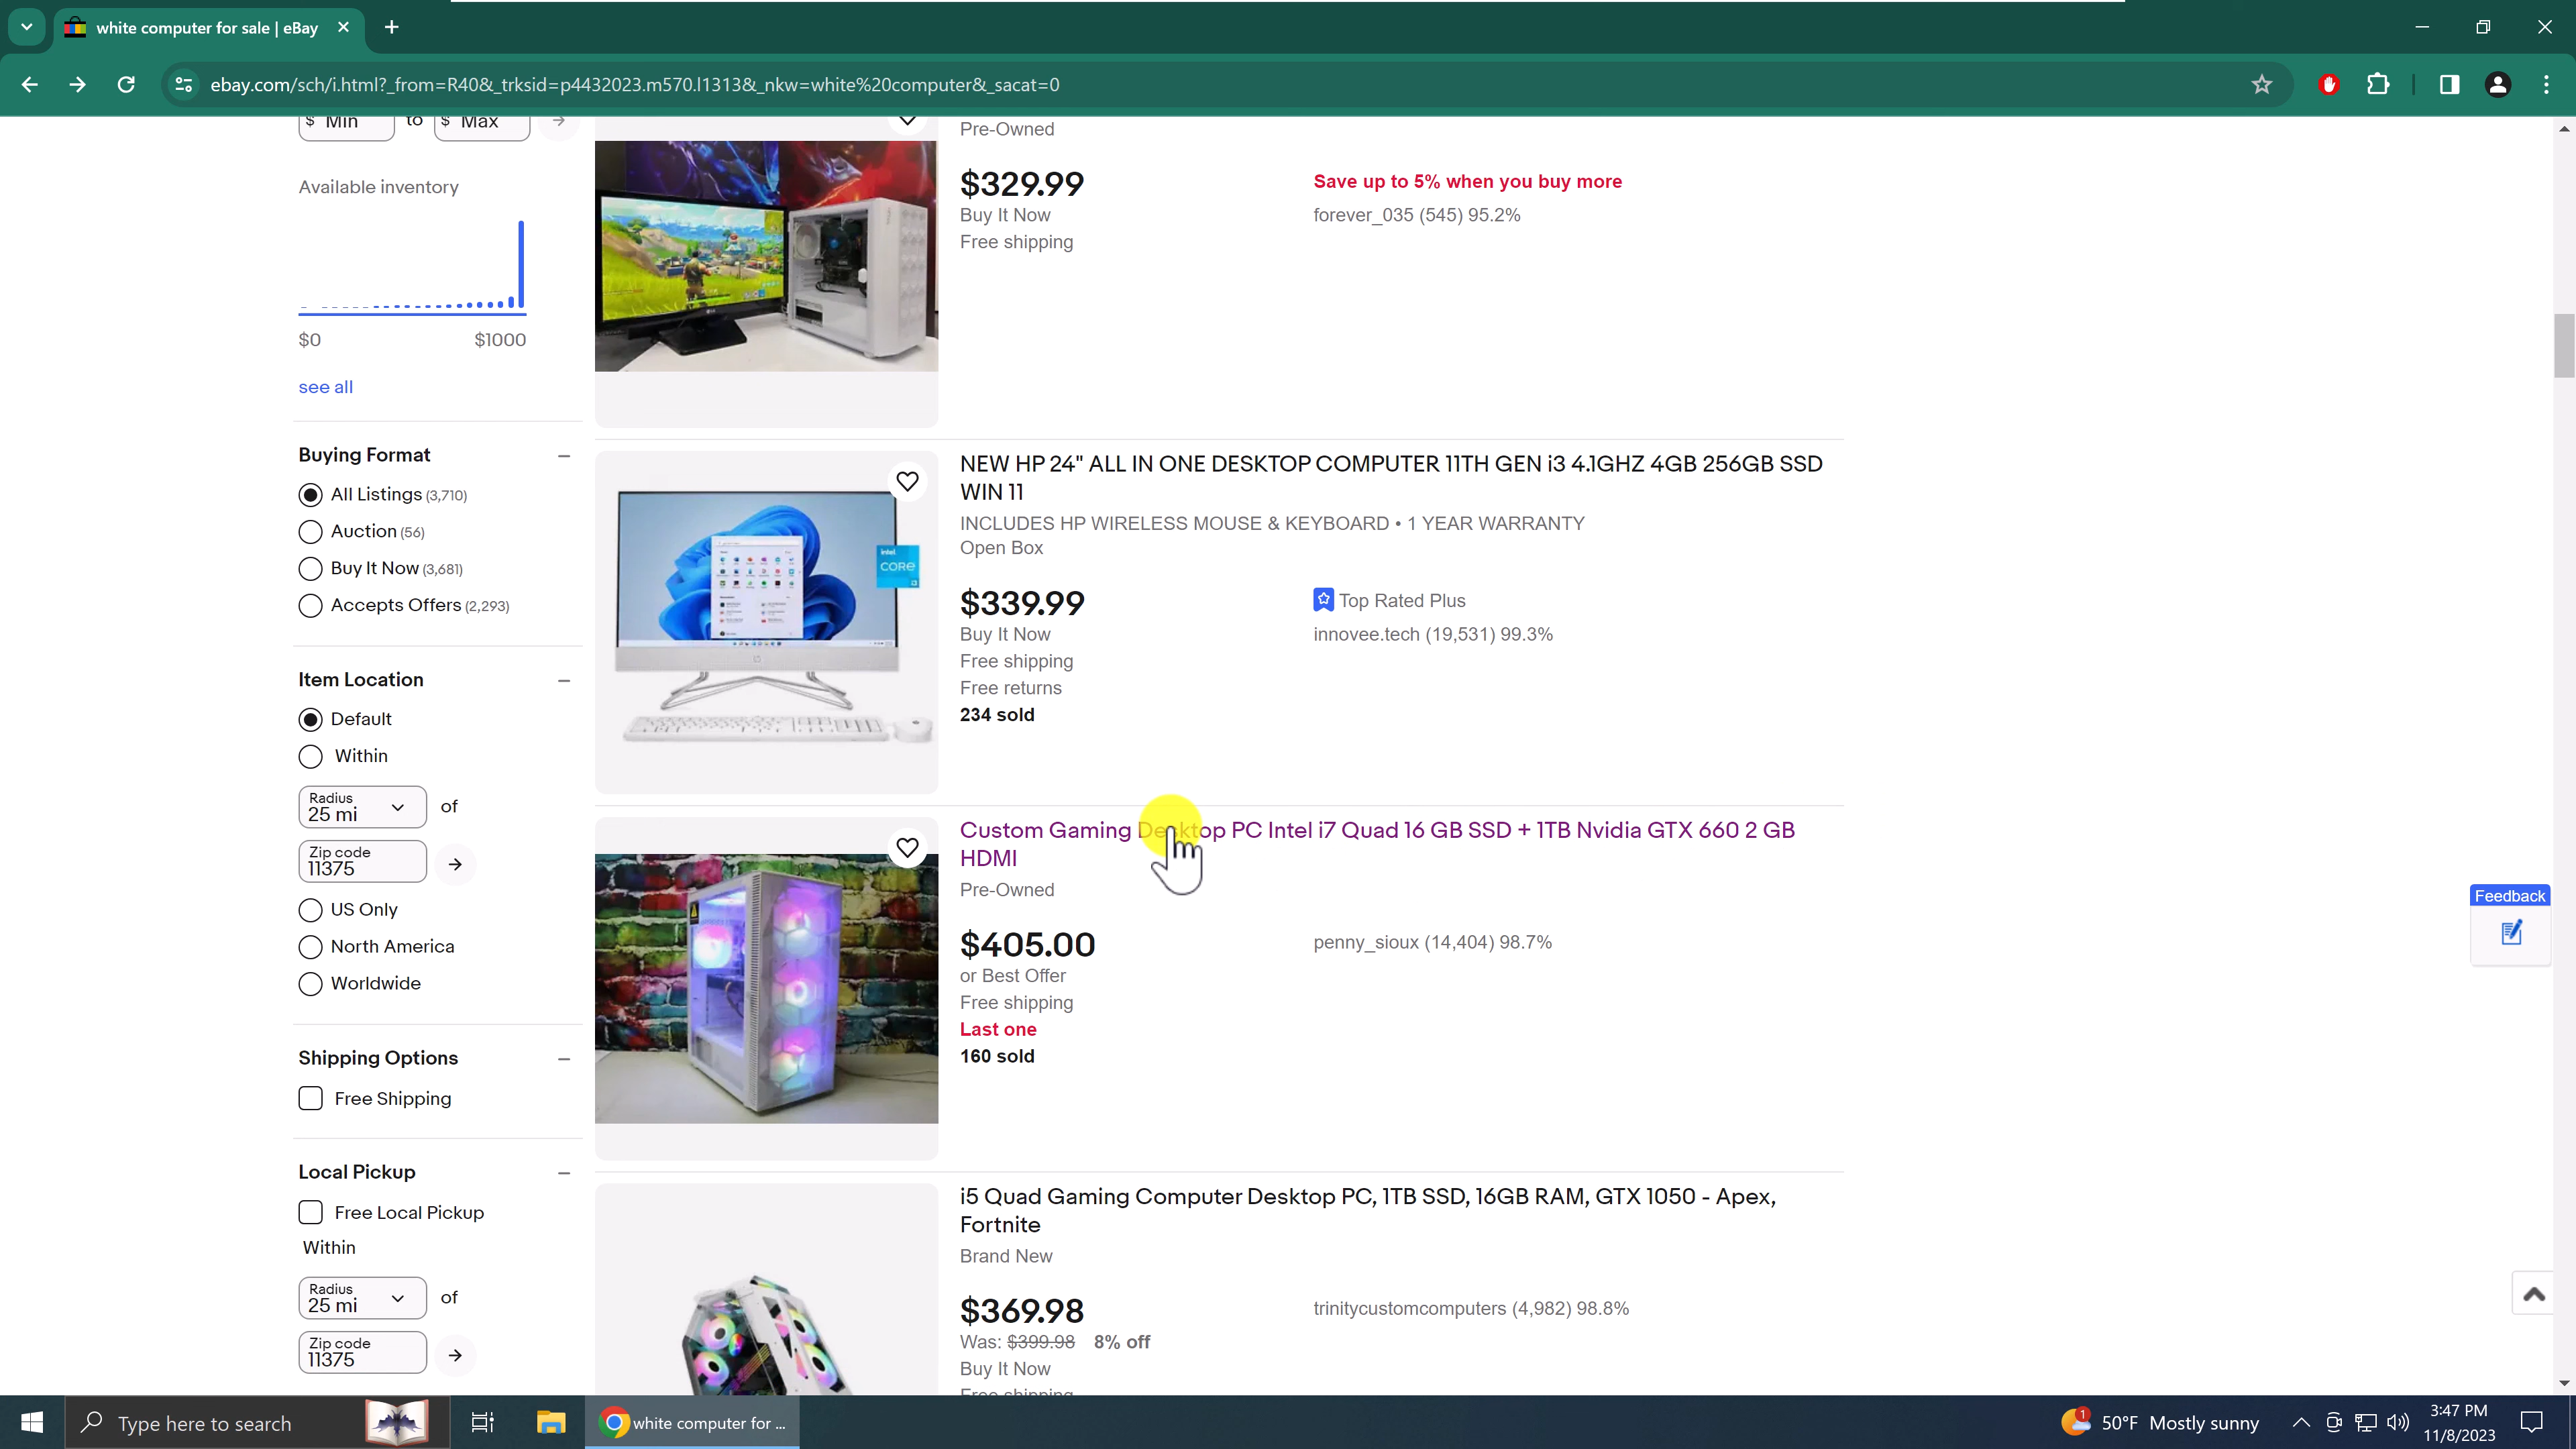 white computer for sale | eBay
ebay.com/sch/i.html?_from=R40&_trksid=p4432023.m570.l1313&_nkw=white%20computer&_sacat=0
$ Min to $ Max
Available inventory
$0 $1000
see all
Buying Format
All Listings (3,710)
Auction (56)
Buy It Now (3,681)
Accepts Offers (2,293)
Item Location
Default
Within
Radius
25 mi
of
Zip code
11375
US Only
North America
Worldwide
Shipping Options
Free Shipping
Local Pickup
Free Local Pickup
Within
Radius
25 mi
of
Zip code
11375
Pre-Owned
$329.99
Buy It Now
Free shipping
Save up to 5% when you buy more
forever_035 (545) 95.2%
intel
CORE
NEW HP 24" ALL IN ONE DESKTOP COMPUTER 11TH GEN i3 4.1GHZ 4GB 256GB SSD
WIN 11
INCLUDES HP WIRELESS MOUSE & KEYBOARD • 1 YEAR WARRANTY
Open Box
$339.99
Buy It Now
Free shipping
Free returns
234 sold
Top Rated Plus
innovee.tech (19,531) 99.3%
Custom Gaming Desktop PC Intel i7 Quad 16 GB SSD + 1TB Nvidia GTX 660 2 GB
HDMI
Pre-Owned
$405.00
or Best Offer
Free shipping
Last one
160 sold
penny_sioux (14,404) 98.7%
i5 Quad Gaming Computer Desktop PC, 1TB SSD, 16GB RAM, GTX 1050 - Apex,
Fortnite
Brand New
$369.98
Was: $399.98 8% off
Buy It Now
Free shipping
trinitycustomcomputers (4,982) 98.8%
Feedback
Type here to search
white computer for ...
1
50°F Mostly sunny
3:47 PM
11/8/2023